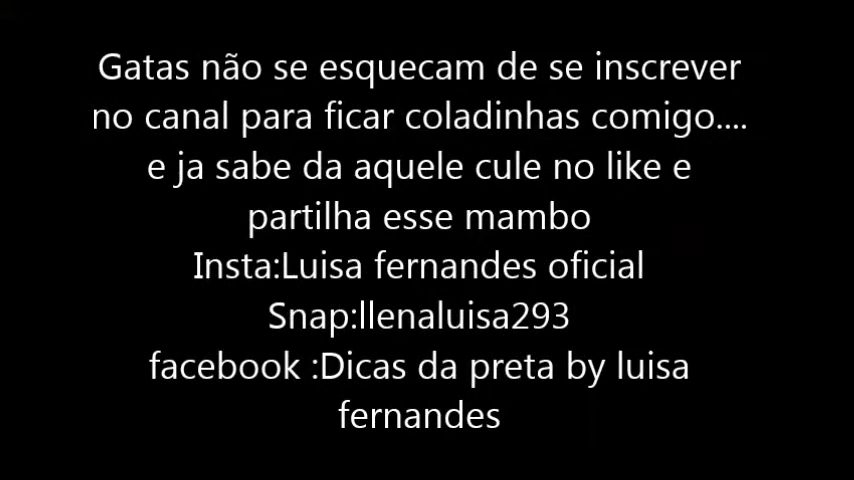 Gatas não se esquecam de se inscrever
no canal para ficar coladinhas comigo....
e ja sabe da aquele cule no like e
partilha esse mambo
Insta:Luisa fernandes oficial
Snap:llenaluisa293
facebook :Dicas da preta by luisa
fernandes